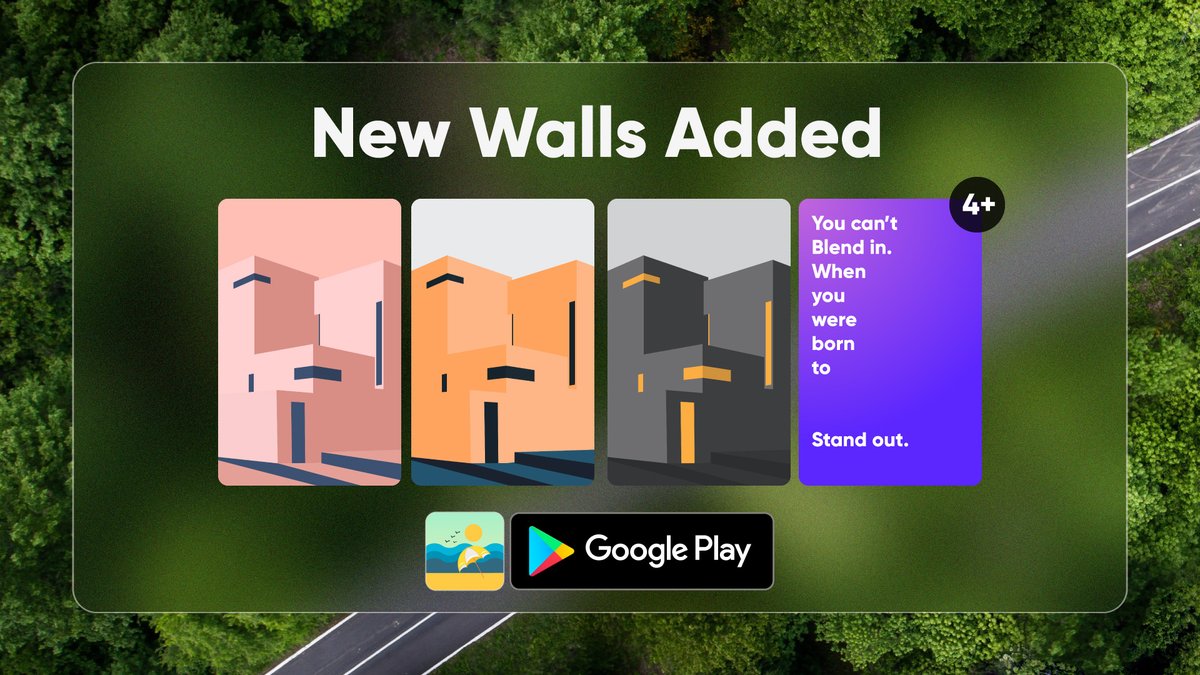 New Walls Added
4+
You can’t
Blend in.
When
you
were
born
to
Stand out.
Google Play